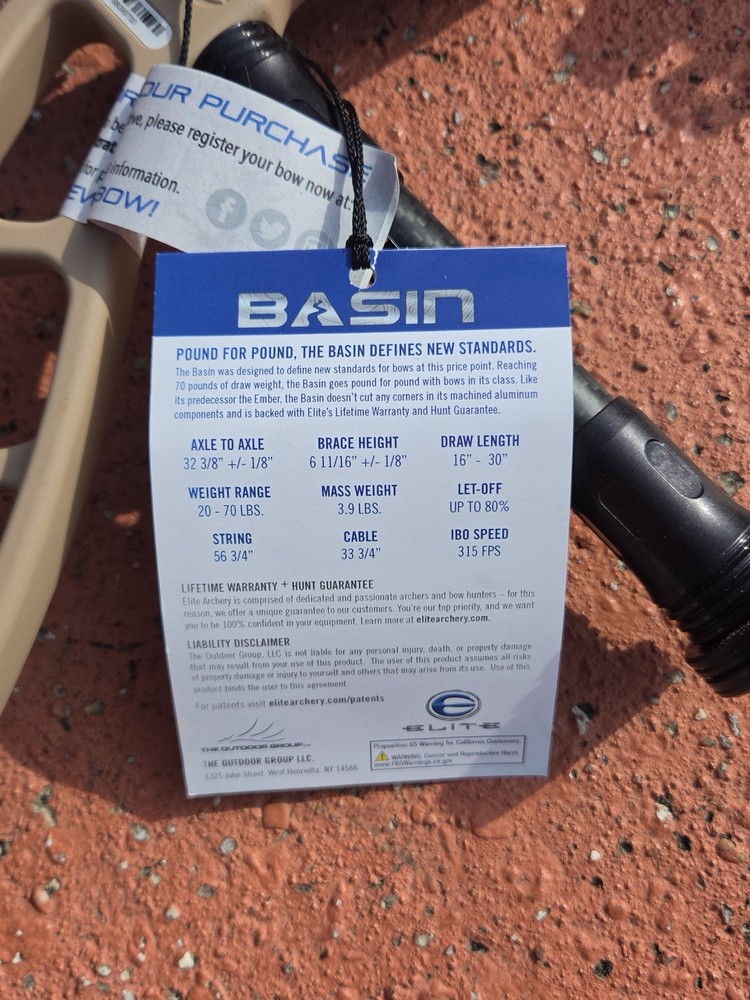 OUR PURCHASE
be
ve, please register your bow now at:
for
information.
BOW!
BASIN
POUND FOR POUND, THE BASIN DEFINES NEW STANDARDS.
The Basin was designed to define new standards for bows at this price point. Reaching
70 pounds of draw weight, the Basin goes pound for pound with bows in its class. Like
its predecessor the Ember, the Basin doesn't cut any corners in its machined aluminum
components and is backed with Elite's Lifetime Warranty and Hunt Guarantee.
AXLE TO AXLE BRACE HEIGHT DRAW LENGTH
32 3/8" +/- 1/8" 6 11/16" +/- 1/8" 16" - 30"
WEIGHT RANGE MASS WEIGHT LET-OFF
20 - 70 LBS. 3.9 LBS. UP TO 80%
STRING CABLE IBO SPEED
56 3/4" 33 3/4" 315 FPS
LIFETIME WARRANTY + HUNT GUARANTEE
Elite Archery is comprised of dedicated and passionate archers and bow hunters – for this
reason, we offer a unique guarantee to our customers. You're our top priority, and we want
you to be 100% confident in your equipment. Learn more at elitearchery.com.
LIABILITY DISCLAIMER
The Outdoor Group, LLC is not liable for any personal injury, death, or property damage
that may result from your use of this product. The user of this product assumes all risks
of property damage or injury to yourself and others that may arise from its use. Use of this
product binds the user to this agreement.
For patents visit elitearchery.com/patents
ELITE
THE OUTDOOR GROUP
THE OUTDOOR GROUP LLC.
1325 John Street. West Henrietta, NY 14586
Proposition 65 Warning for California Customers.
WARNING: Cancer and Reproductive Harm
www.P65Warnings.ca.gov